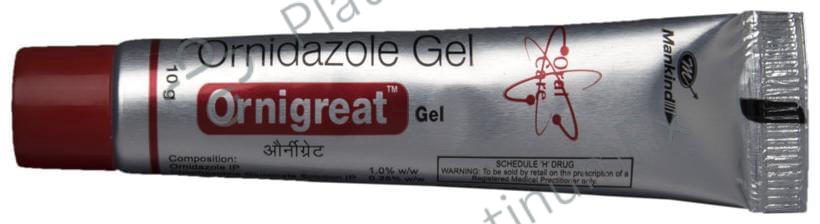 Ornidazole Gel
10 g
Ornigreat™
Gel
और्नीग्रेट
Composition:
Ornidazole IP 1.0% w/w
0.25% w/w
SCHEDULE 'H' DRUG
WARNING: To be sold by retail on the prescription of a
Registered Medical Practitioner only.
Oral
Care
Mankind